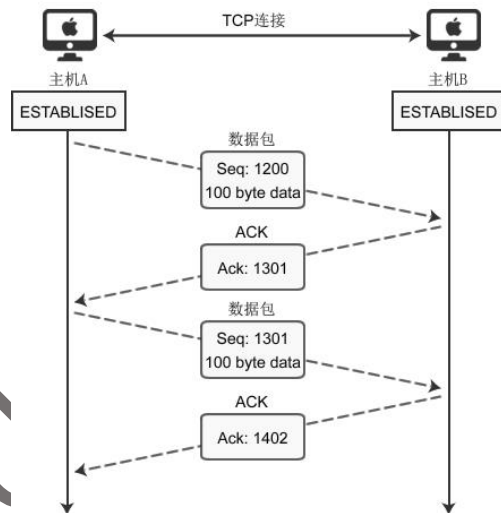 TCP连接
主机A
主机B
ESTABLISED
ESTABLISED
数据包
Seq: 1200
100 byte data
ACK
Ack: 1301
数据包
Seq: 1301
100 byte data
ACK
Ack: 1402